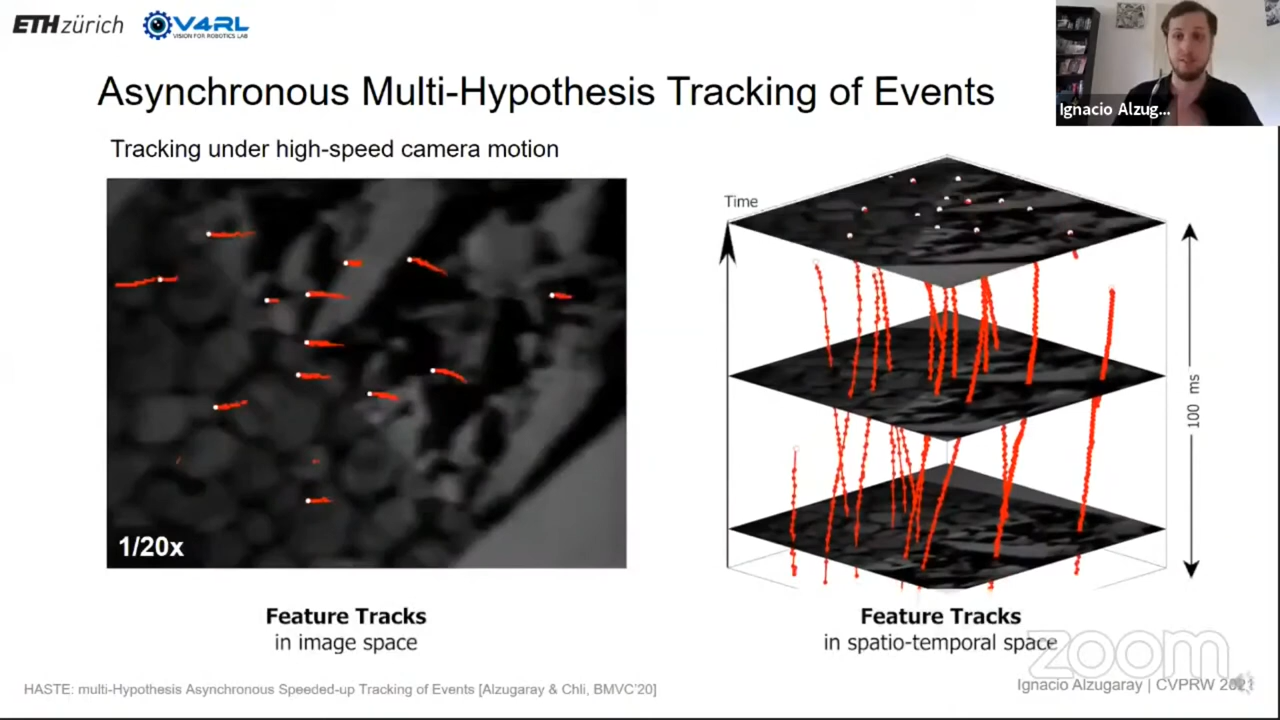 ETH zürich
V4RL
VISION FOR ROBOTICS LAB
Ignacio Alzug...
Asynchronous Multi-Hypothesis Tracking of Events
Tracking under high-speed camera motion
Time
100 ms
1/20x
Feature Tracks
in image space
Feature Tracks
in spatio-temporal space
zoom
HASTE: multi-Hypothesis Asynchronous Speeded-up Tracking of Events [Alzugaray & Chli, BMVC'20]
Ignacio Alzugaray | CVPRW 2021